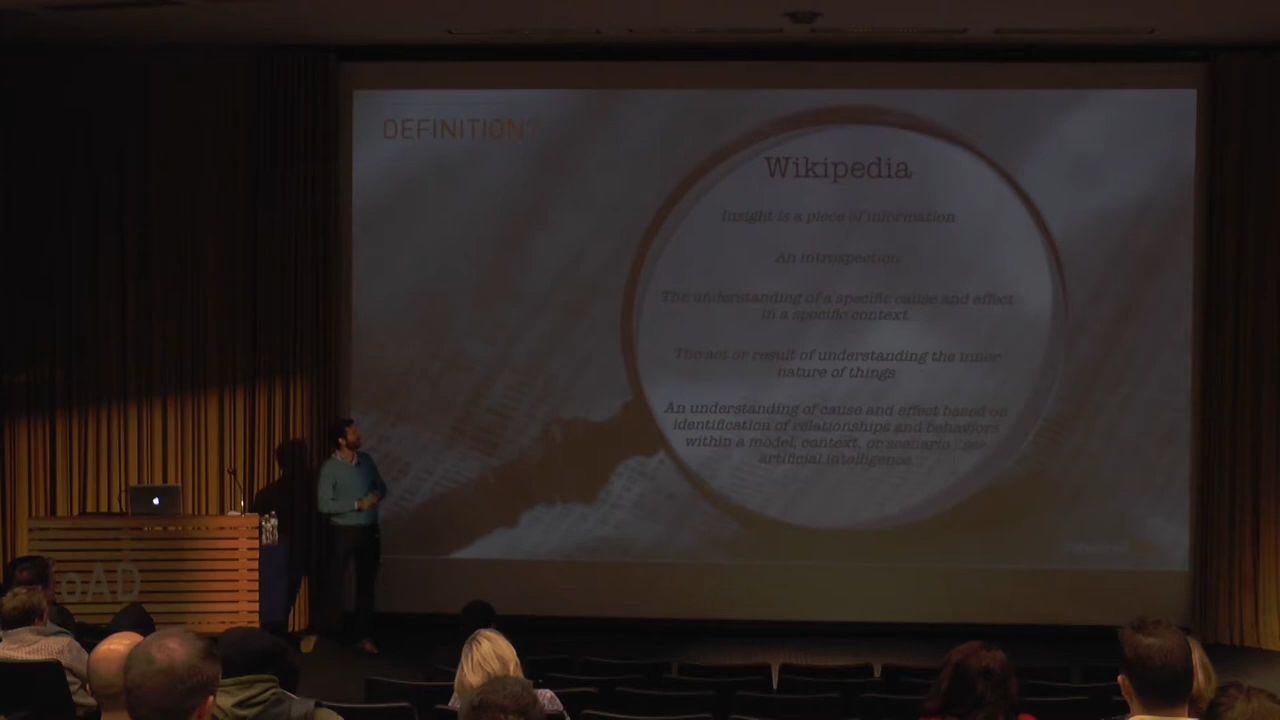 DEFINITION?
Wikipedia
Insight is a piece of information
An introspection
The understanding of a specific cause and effect
in a specific context.
The act or result of understanding the inner
nature of things
An understanding of cause and effect based on
identification of relationships and behaviors
within a model, context, or scenario see
artificial intelligence.
oAD